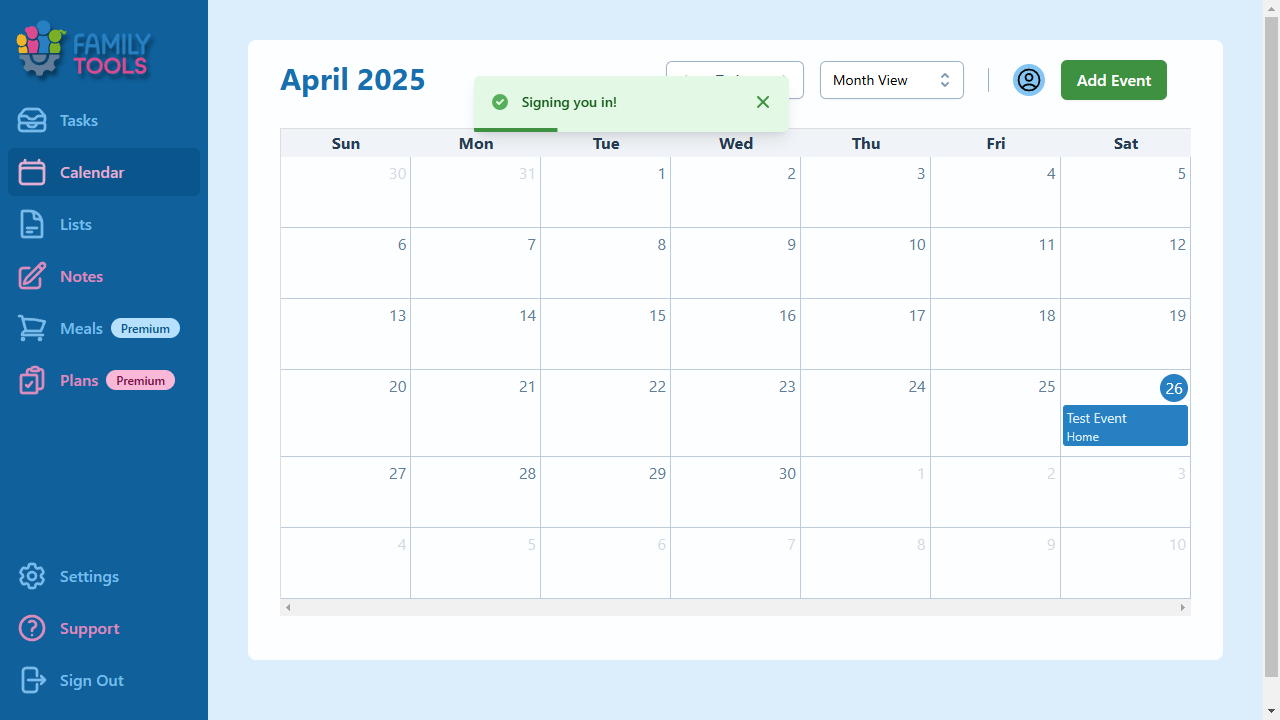 FAMILY
TOOLS
Tasks
Calendar
Lists
Notes
Meals Premium
Plans Premium
Settings
Support
Sign Out
April 2025
Month View
Add Event
Signing you in!
Sun Mon Tue Wed Thu Fri Sat
30 31 1 2 3 4 5
6 7 8 9 10 11 12
13 14 15 16 17 18 19
20 21 22 23 24 25 26
Test Event
Home
27 28 29 30 1 2 3
4 5 6 7 8 9 10